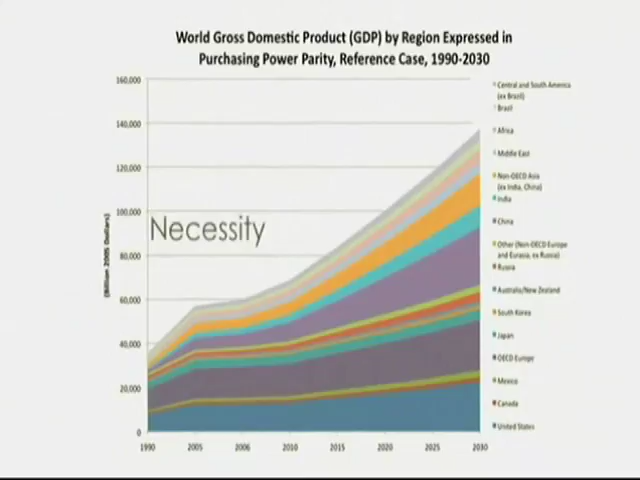 World Gross Domestic Product (GDP) by Region Expressed in
Purchasing Power Parity, Reference Case, 1990-2030
160,000
140,000
120,000
100,000
80,000
60,000
40,000
20,000
0
(Billion 2005 Dollars)
Necessity
1990
2005
2006
2010
2015
2020
2025
2030
Central and South America
(ex Brazil)
Brazil
Africa
Middle East
Non-OECD Asia
(ex India, China)
India
China
Other (Non-OECD Europe
and Eurasia, ex Russia)
Russia
Australia/New Zealand
South Korea
Japan
OECD Europe
Mexico
Canada
United States